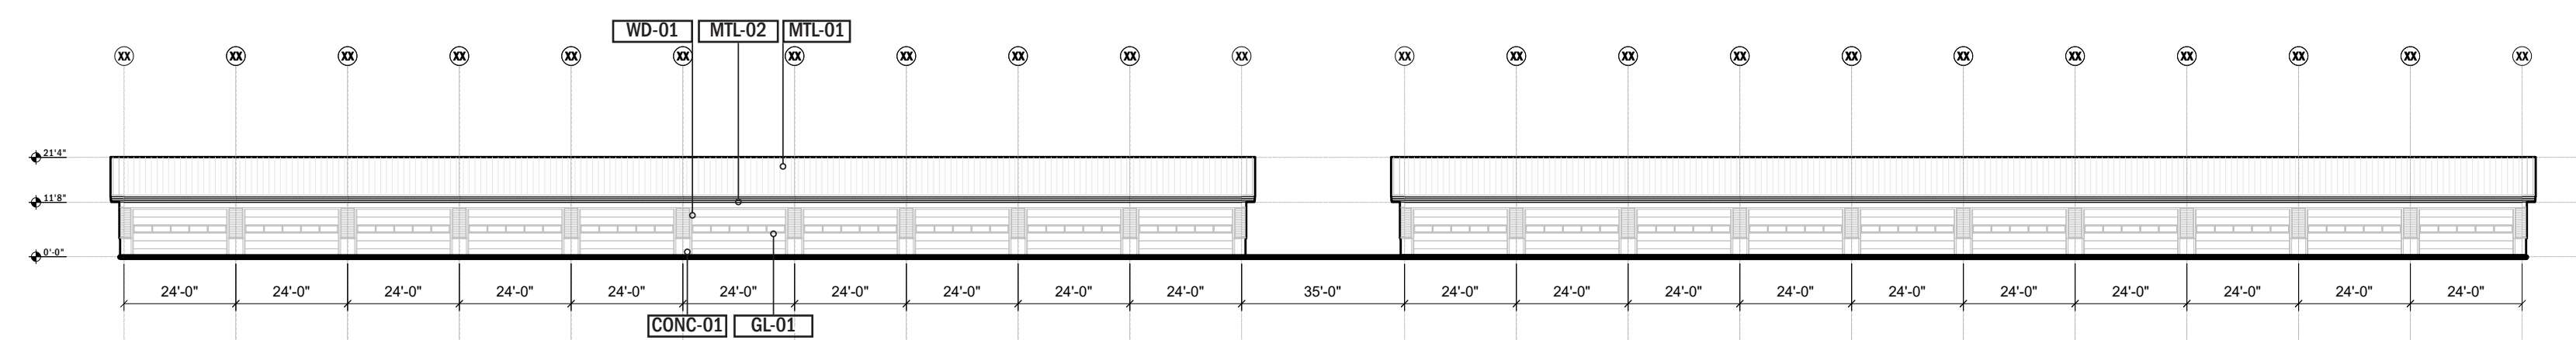 WD-01 MTL-02 MTL-01
XX XX XX XX XX XX XX XX XX XX XX XX XX XX XX XX XX XX XX XX XX XX
21'4"
11'8"
0'-0"
24'-0" 24'-0" 24'-0" 24'-0" 24'-0" 24'-0" 24'-0" 24'-0" 24'-0" 24'-0" 35'-0" 24'-0" 24'-0" 24'-0" 24'-0" 24'-0" 24'-0" 24'-0" 24'-0" 24'-0" 24'-0"
CONC-01 GL-01